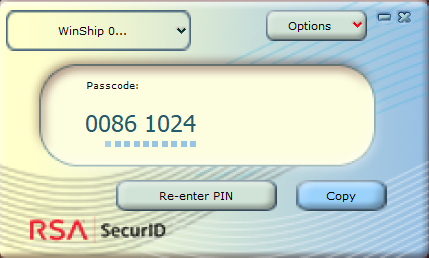 WinShip 0...
Options
Passcode:
0086 1024
Re-enter PIN
Copy
RSA SecurID